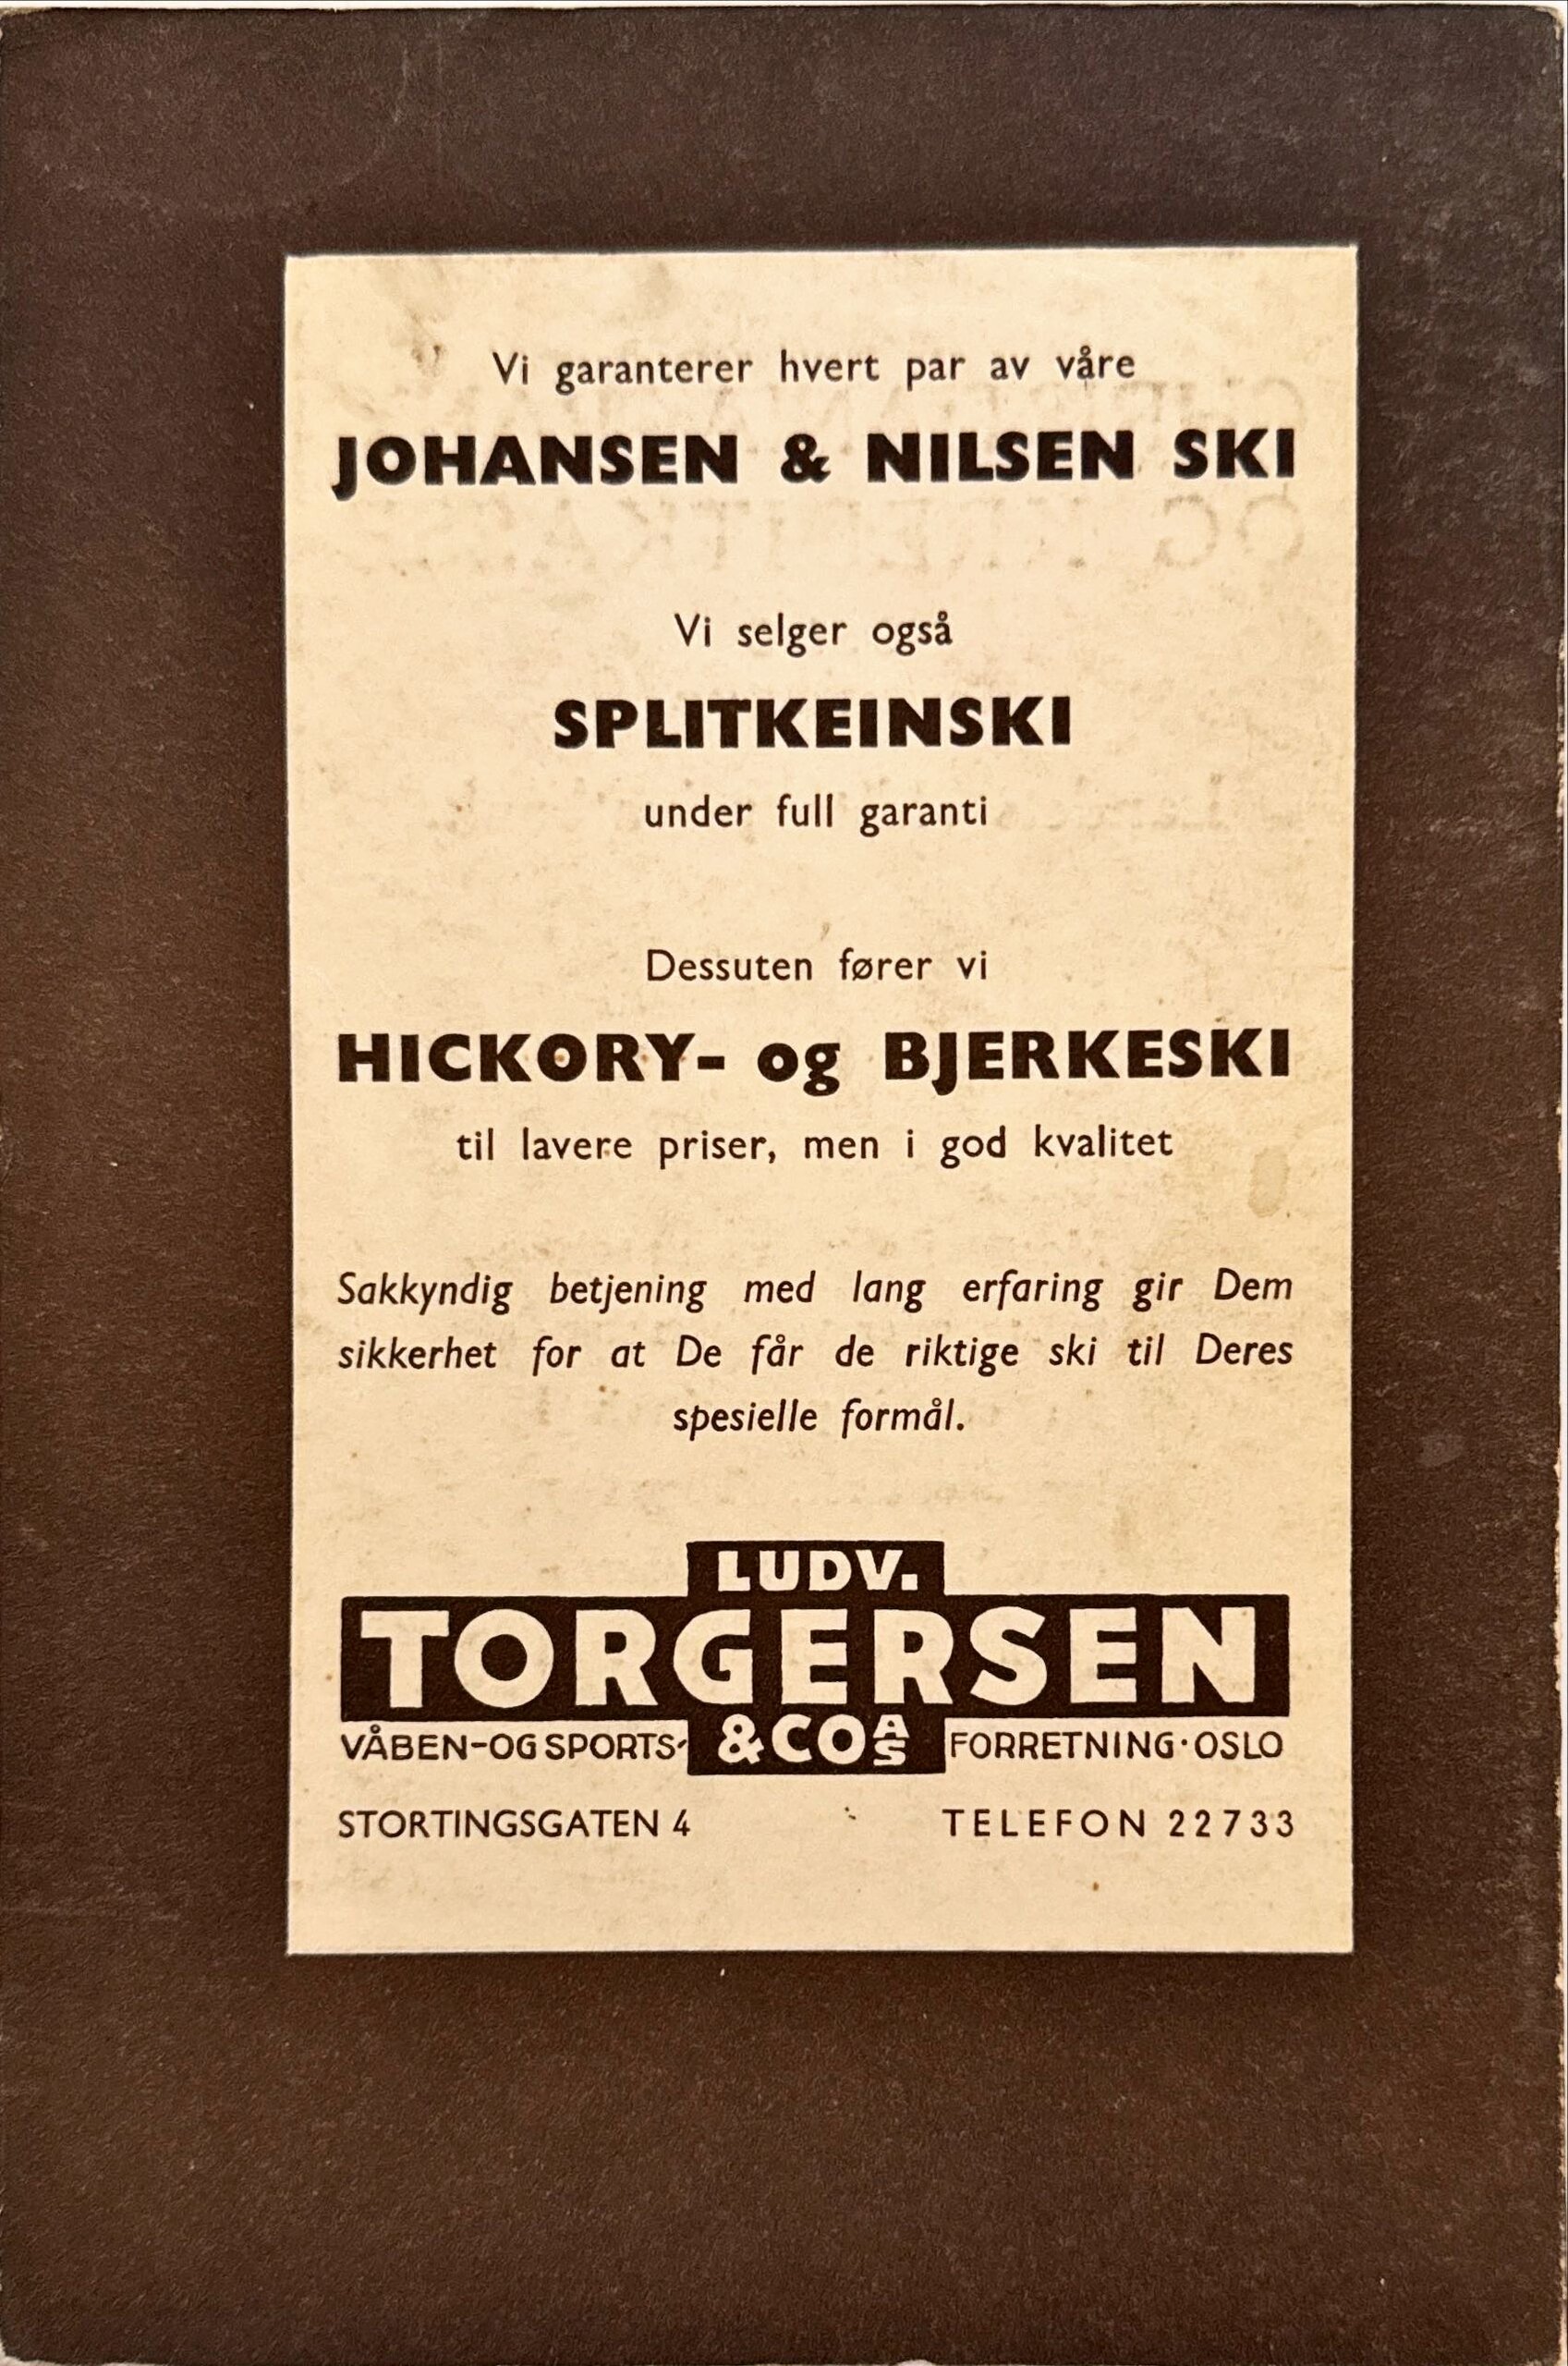 Vi garanterer hvert par av våre
JOHANSEN & NILSEN SKI
Vi selger også
SPLITKEINSKI
under full garanti
Dessuten fører vi
HICKORY- og BJERKESKI
til lavere priser, men i god kvalitet
Sakkyndig betjening med lang erfaring gir Dem
sikkerhet for at De får de riktige ski til Deres
spesielle formål.
LUDV.
TORGERSEN
VÅBEN-OG SPORTS- & CO A/S FORRETNING·OSLO
STORTINGSGATEN 4 TELEFON 22733